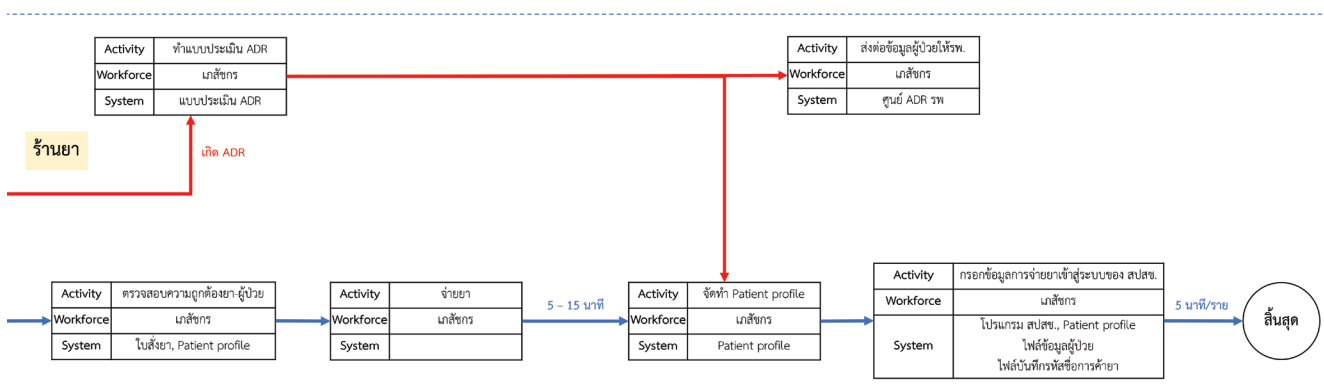 Activity ทำแบบประเมิน ADR
Workforce เภสัชกร
System แบบประเมิน ADR
Activity ส่งต่อข้อมูลผู้ป่วยให้รพ.
Workforce เภสัชกร
System ศูนย์ ADR รพ
ร้านยา
เกิด ADR
Activity ตรวจสอบความถูกต้องยา-ผู้ป่วย
Workforce เภสัชกร
System ใบสั่งยา, Patient profile
Activity จ่ายยา
Workforce เภสัชกร
System
5 – 15 นาที
Activity จัดทำ Patient profile
Workforce เภสัชกร
System Patient profile
Activity กรอกข้อมูลการจ่ายยาเข้าสู่ระบบของ สปสช.
Workforce เภสัชกร
System โปรแกรม สปสช., Patient profile
ไฟล์ข้อมูลผู้ป่วย
ไฟล์บันทึกรหัสชื่อการค้ายา
5 นาที/ราย
สิ้นสุด